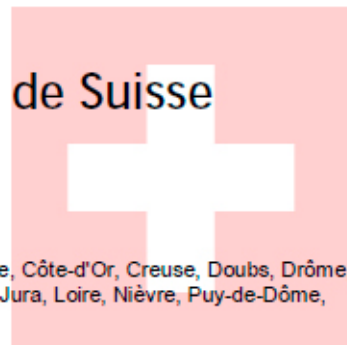 de Suisse
e, Côte-d'Or, Creuse, Doubs, Drôme
Jura, Loire, Nièvre, Puy-de-Dôme,